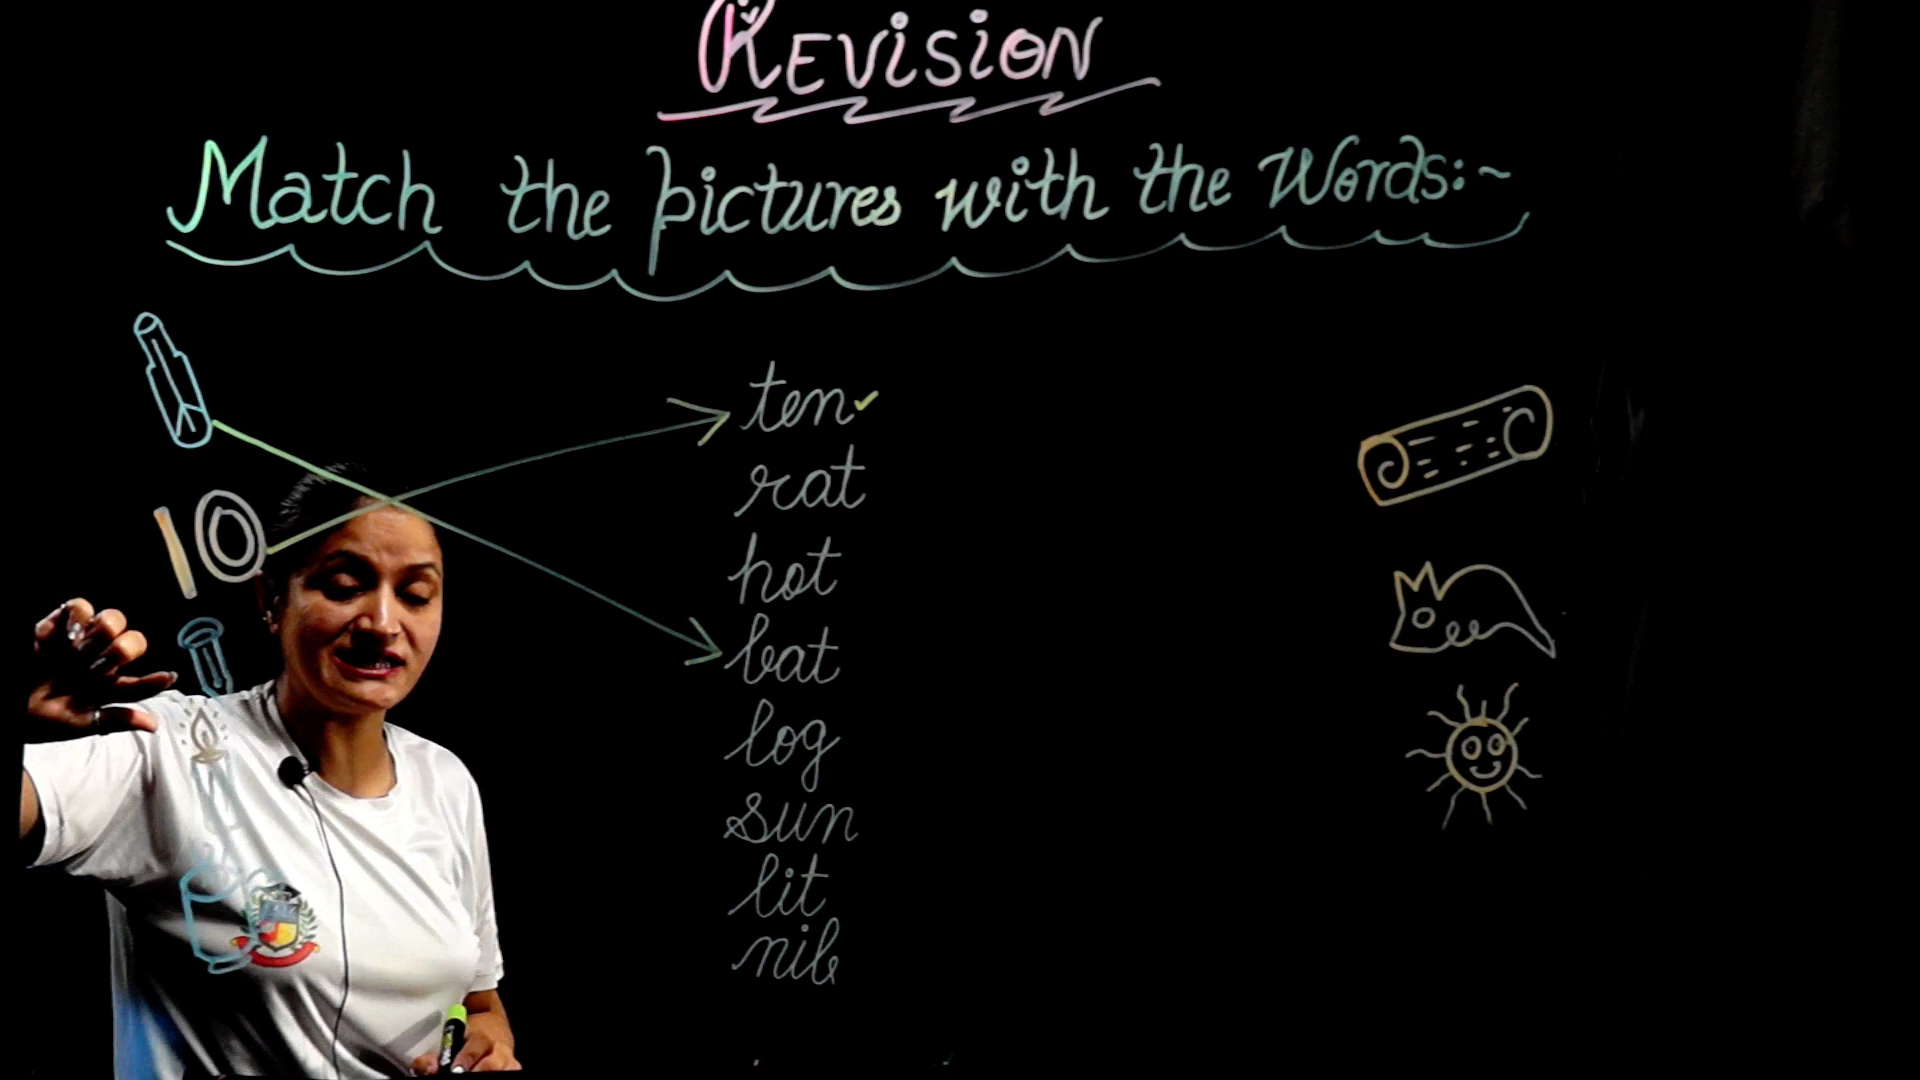 REVISION
Match the pictures with the Words:~
ten
10
rat
hot
bat
log
sun
lit
nib